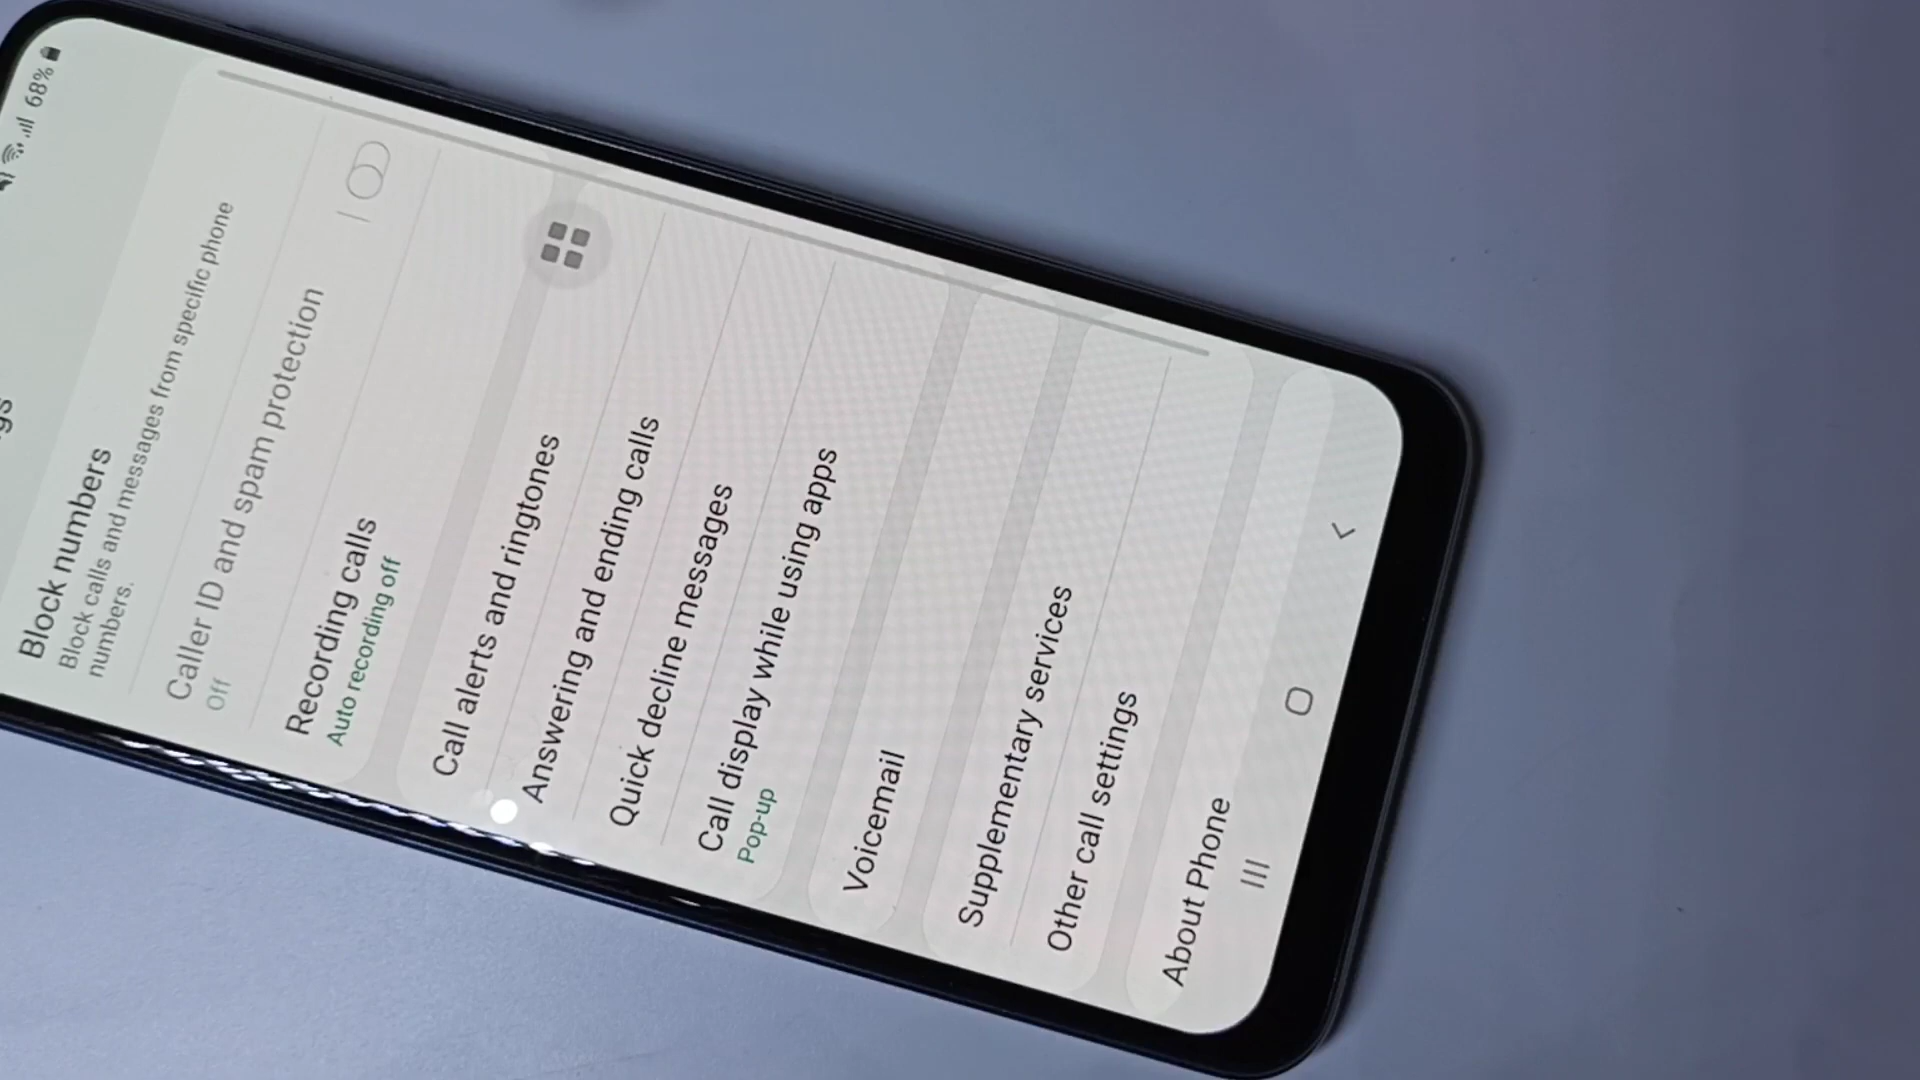 68%
gs
Block numbers
Block calls and messages from specific phone
numbers.
Caller ID and spam protection
Off
Recording calls
Auto recording off
Call alerts and ringtones
Answering and ending calls
Quick decline messages
Call display while using apps
Pop-up
Voicemail
Supplementary services
Other call settings
About Phone